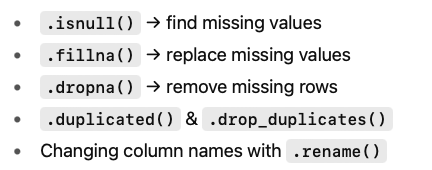 • .isnull() → find missing values
• .fillna() → replace missing values
• .dropna() → remove missing rows
• .duplicated() & .drop_duplicates()
• Changing column names with .rename()